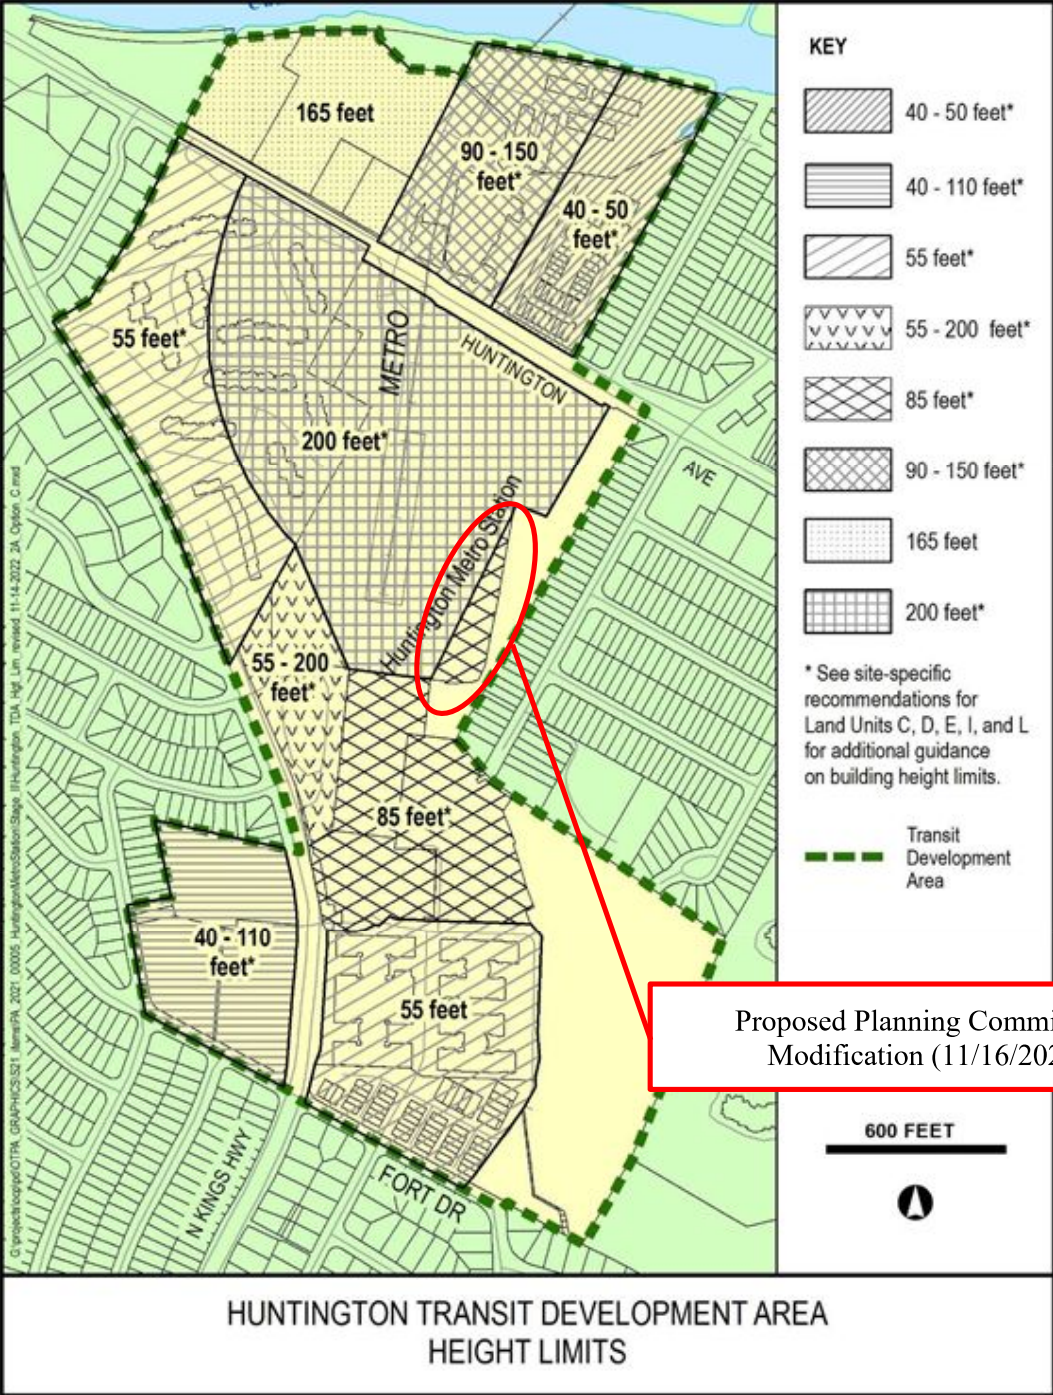 165 feet
90 - 150
feet*
40 - 50
feet*
55 feet*
METRO
HUNTINGTON
200 feet*
AVE
Huntington Metro Station
55 - 200
feet*
85 feet*
40 - 110
feet*
55 feet
N KINGS HWY
FORT DR
KEY
40 - 50 feet*
40 - 110 feet*
55 feet*
55 - 200 feet*
85 feet*
90 - 150 feet*
165 feet
200 feet*
* See site-specific
recommendations for
Land Units C, D, E, I, and L
for additional guidance
on building height limits.
Transit
Development
Area
Proposed Planning Commi
Modification (11/16/202
600 FEET
HUNTINGTON TRANSIT DEVELOPMENT AREA
HEIGHT LIMITS